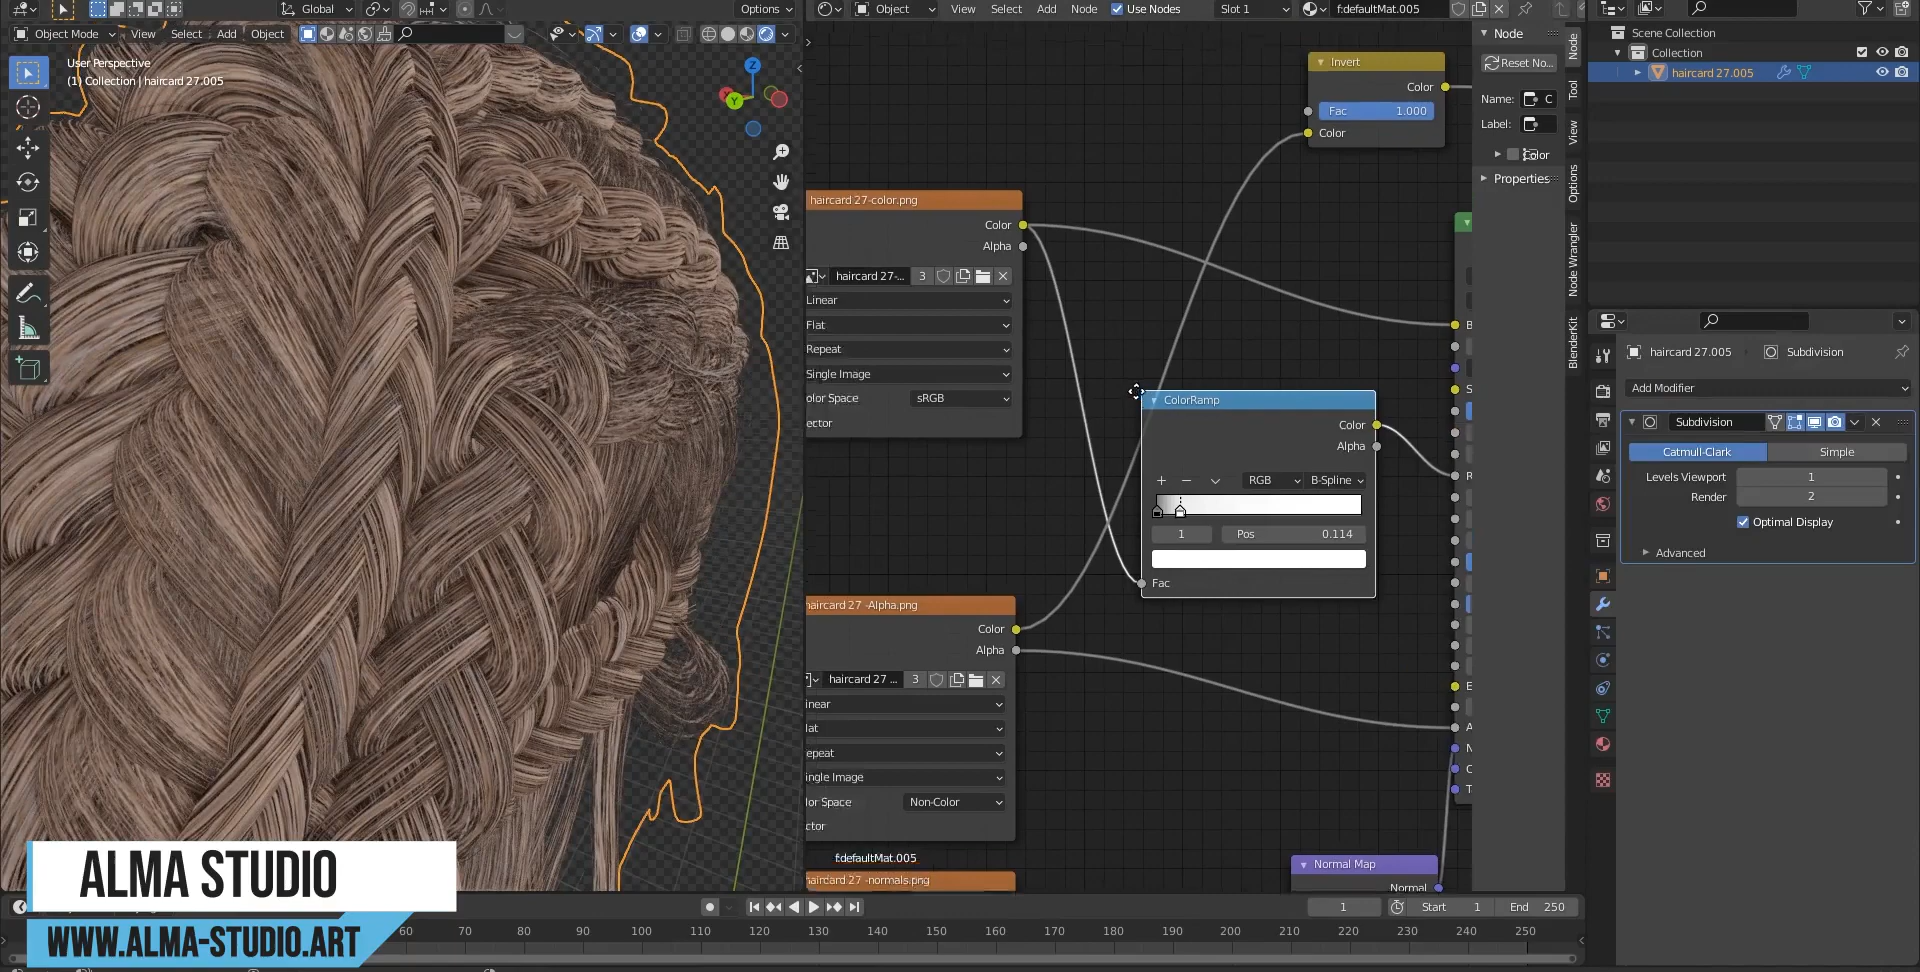 Global
Options
Object
View
Select
Add
Node
Use Nodes
Slot 1
f:defaultMat.005
Object Mode
View
Select
Add
Object
User Perspective
(1) Collection | haircard 27.005
Z
Y
Invert
Color
Fac 1.000
Color
haircard 27-color.png
Color
Alpha
haircard 27-...
3
Linear
Flat
Repeat
Single Image
olor Space sRGB
ector
ColorRamp
Color
Alpha
RGB
B-Spline
1
Pos 0.114
Fac
haircard 27 -Alpha.png
Color
Alpha
haircard 27 ...
3
inear
lat
epeat
ingle Image
lor Space Non-Color
ctor
f:defaultMat.005
haircard 27 -normals.png
Normal Map
Normal
B
S
R
E
A
N
C
T
Node
Reset No...
Name: C
Label:
Color
Properties
Node
Tool
View
Options
Node Wrangler
BlenderKit
Scene Collection
Collection
haircard 27.005
haircard 27.005
Subdivision
Add Modifier
Subdivision
Catmull-Clark
Simple
Levels Viewport 1
Render 2
Optimal Display
Advanced
1
Start 1
End 250
60 70 80 90 100 110 120 130 140 150 160 170 180 190 200 210 220 230 240 250
ALMA STUDIO
WWW.ALMA-STUDIO.ART